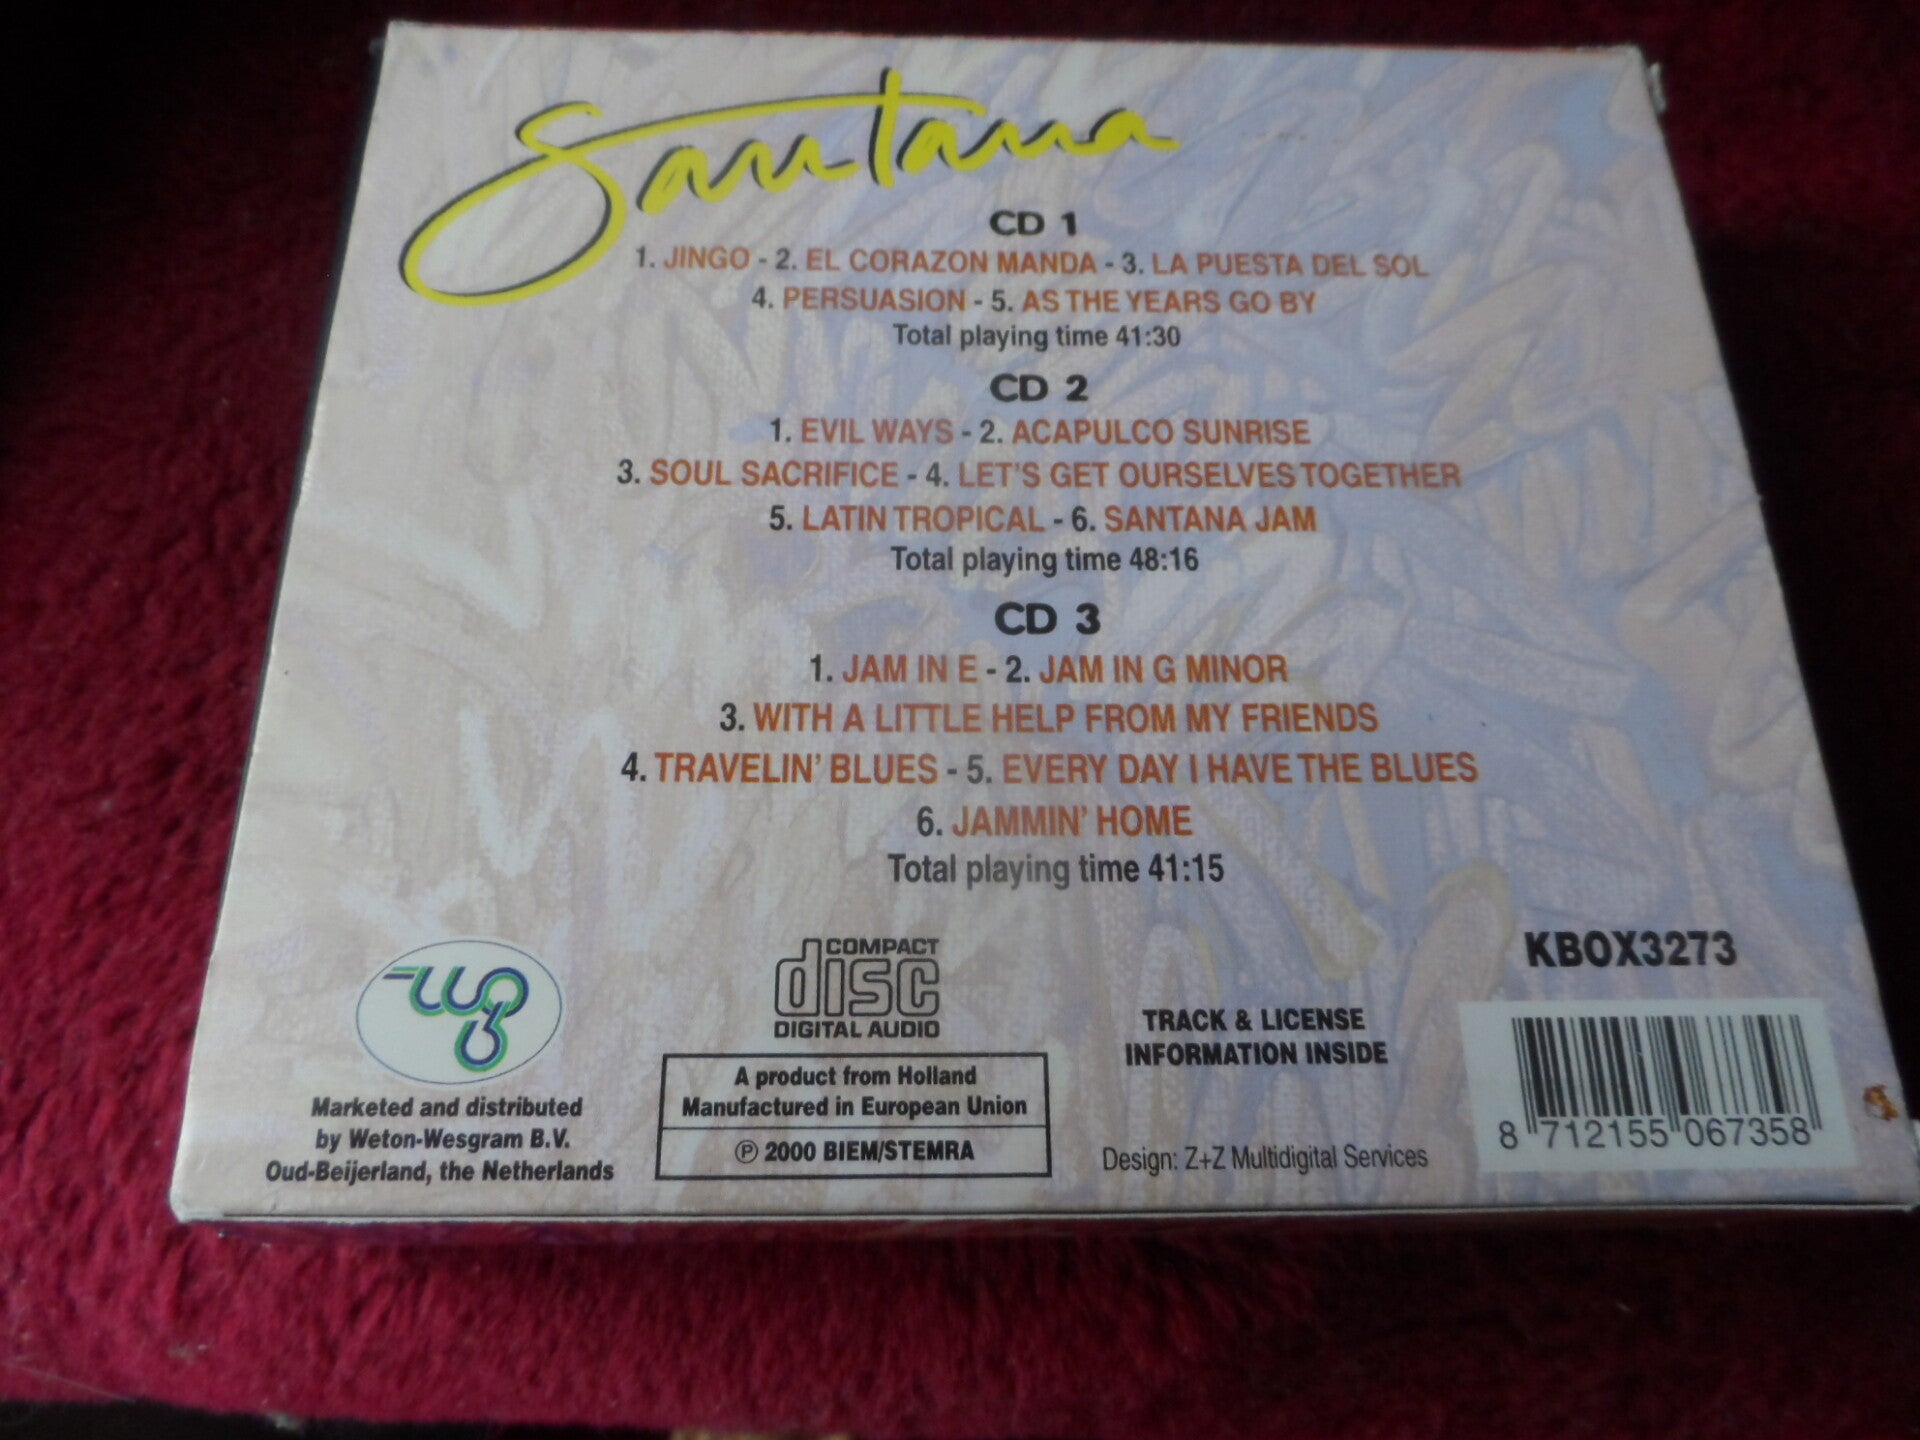 Santana
CD 1
1. JINGO - 2. EL CORAZON MANDA - 3. LA PUESTA DEL SOL
4. PERSUASION - 5. AS THE YEARS GO BY
Total playing time 41:30
CD 2
1. EVIL WAYS - 2. ACAPULCO SUNRISE
3. SOUL SACRIFICE - 4. LET'S GET OURSELVES TOGETHER
5. LATIN TROPICAL - 6. SANTANA JAM
Total playing time 48:16
CD 3
1. JAM IN E - 2. JAM IN G MINOR
3. WITH A LITTLE HELP FROM MY FRIENDS
4. TRAVELIN' BLUES - 5. EVERY DAY I HAVE THE BLUES
6. JAMMIN' HOME
Total playing time 41:15
Marketed and distributed
by Weton-Wesgram B.V.
Oud-Beijerland, the Netherlands
COMPACT
disc
DIGITAL AUDIO
A product from Holland
Manufactured in European Union
℗ 2000 BIEM/STEMRA
TRACK & LICENSE
INFORMATION INSIDE
Design: Z+Z Multidigital Services
KBOX3273
8 712155 067358